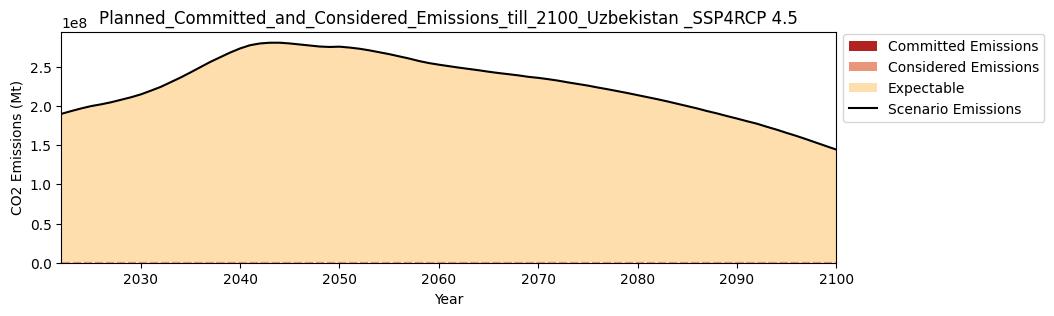 Planned_Committed_and_Considered_Emissions_till_2100_Uzbekistan _SSP4RCP 4.5
1e8
2.5
2.0
1.5
1.0
0.5
0.0
CO2 Emissions (Mt)
2030 2040 2050 2060 2070 2080 2090 2100
Year
Committed Emissions
Considered Emissions
Expectable
Scenario Emissions